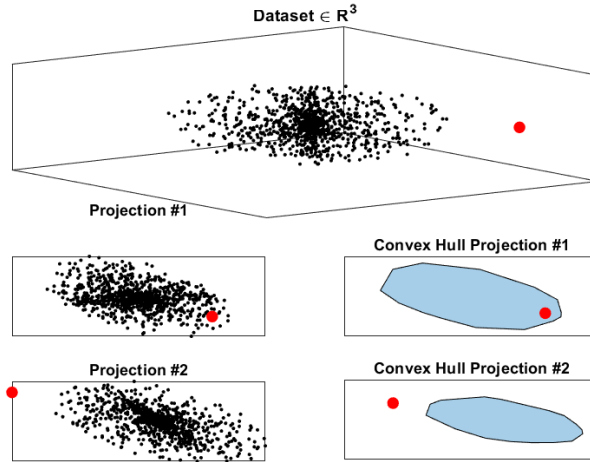 Dataset ∈ R³
Projection #1
Convex Hull Projection #1
Projection #2
Convex Hull Projection #2